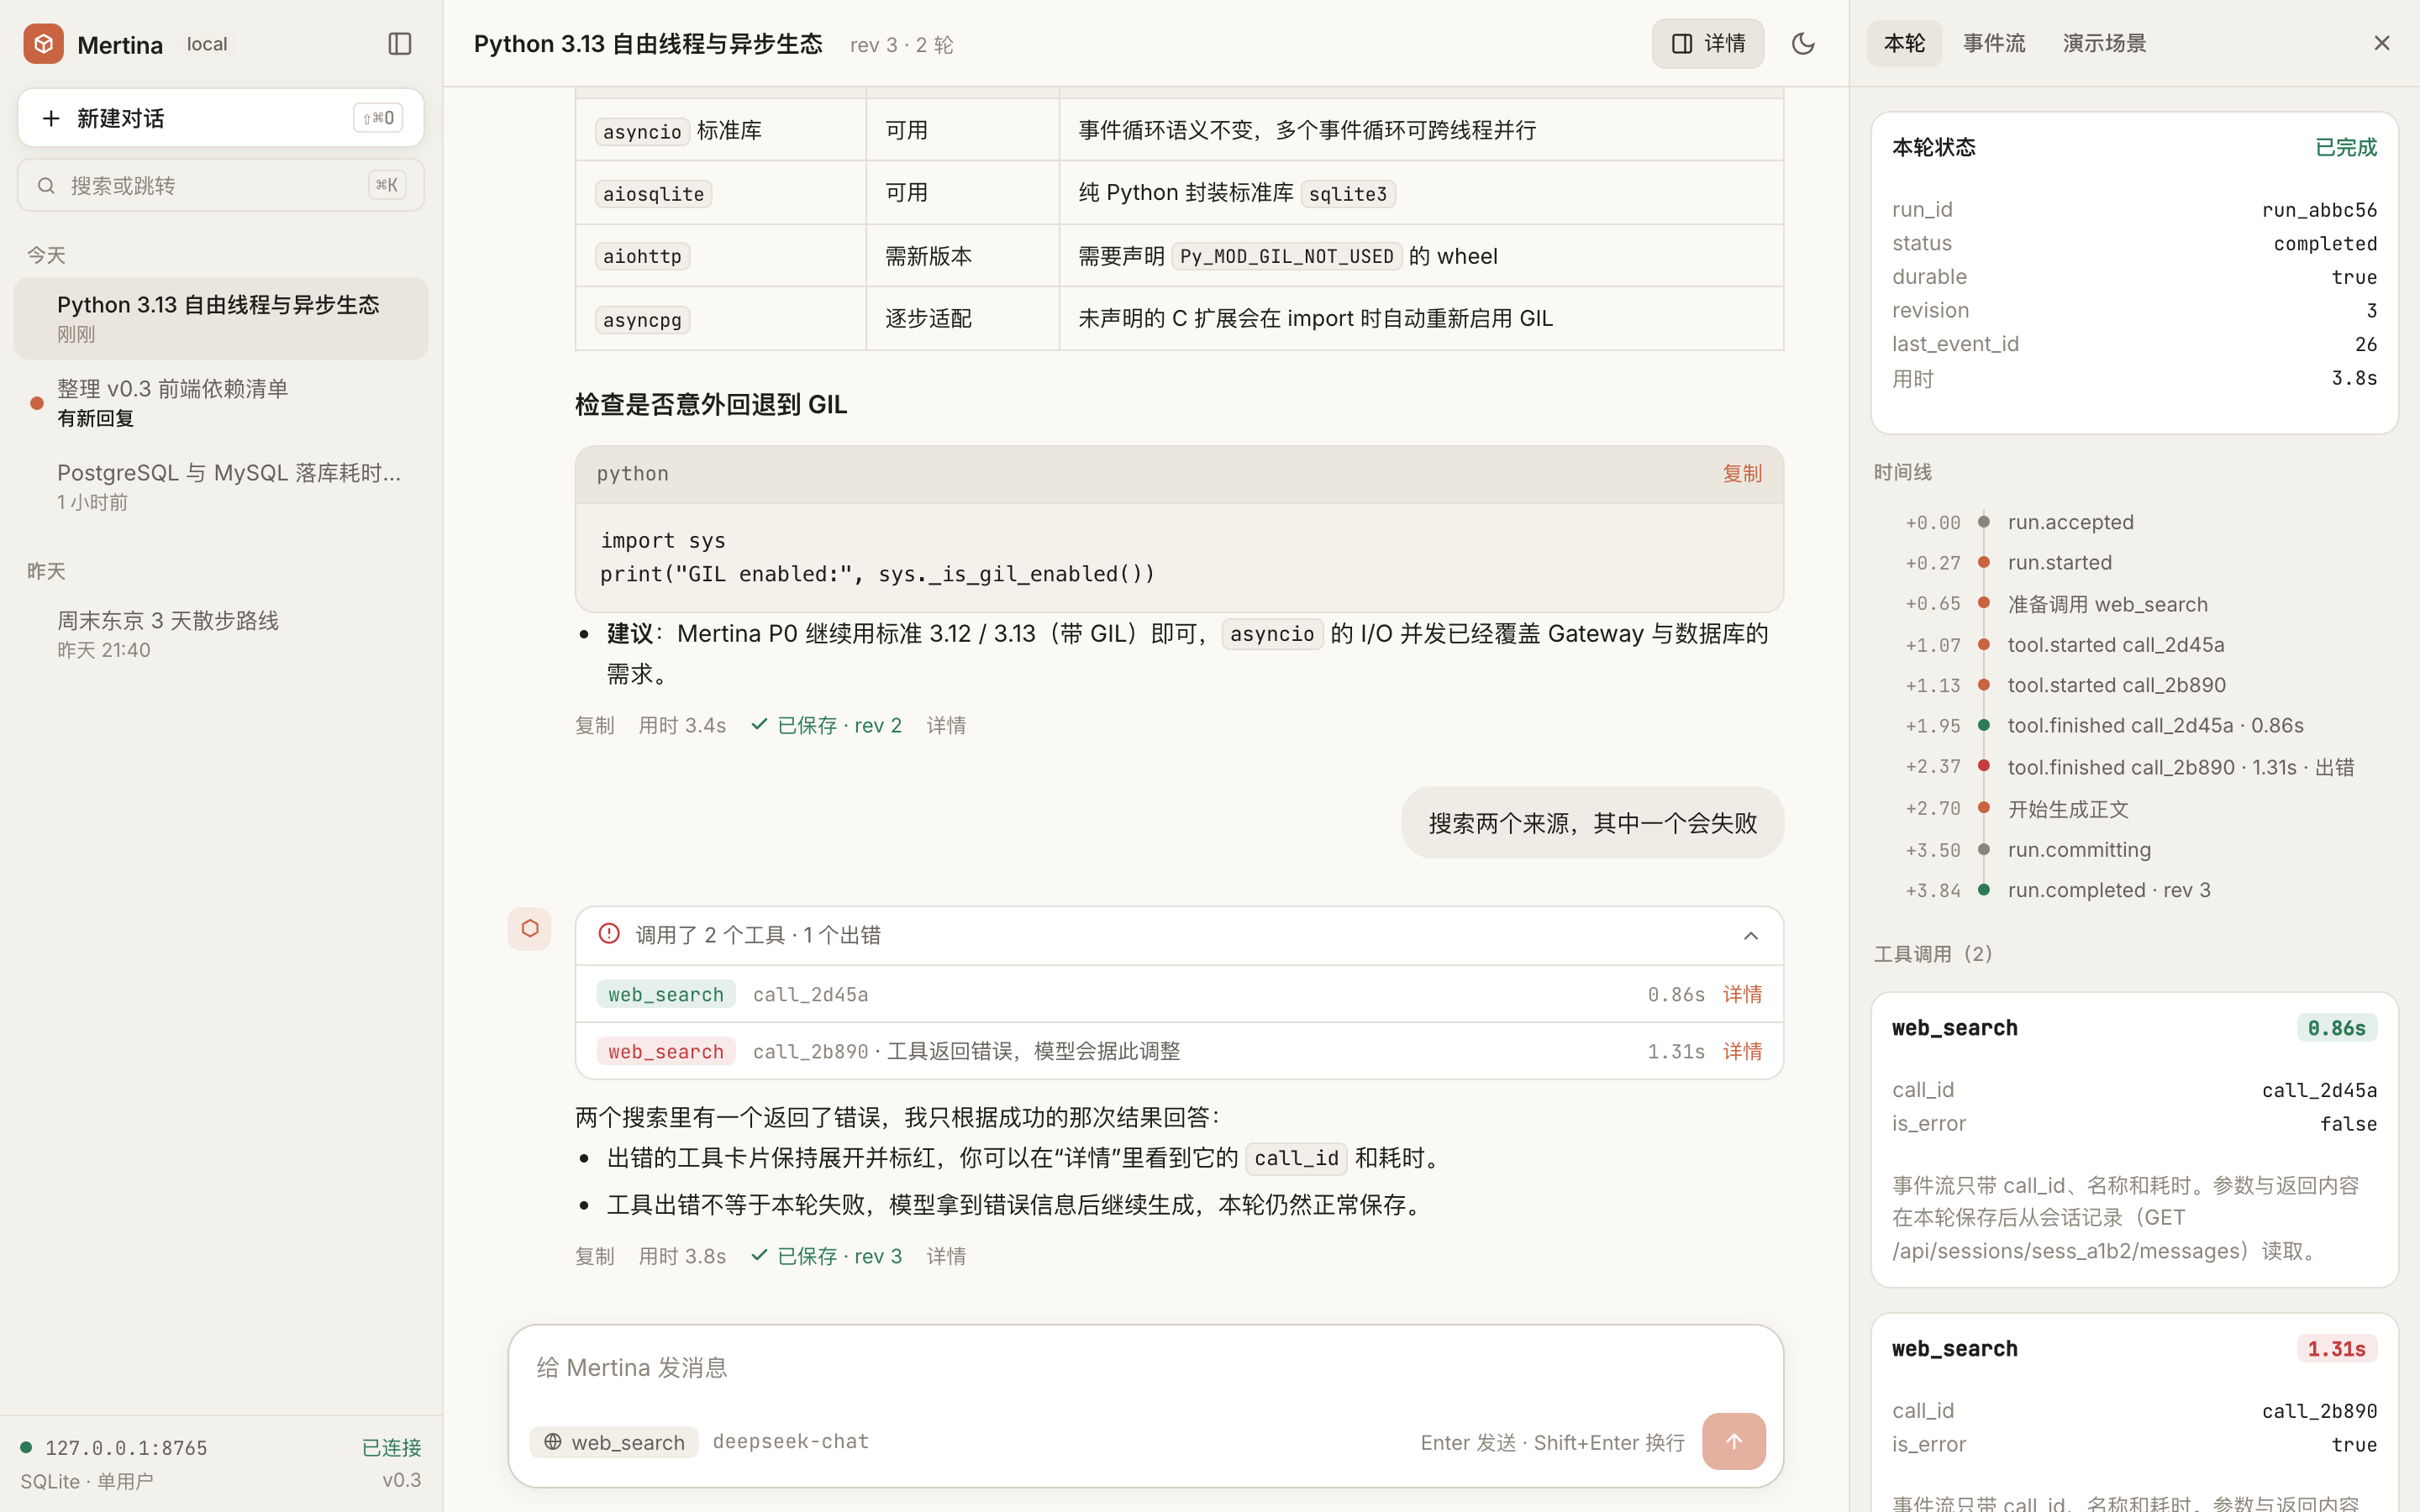 Mertina local
新建对话 ⇧⌘O
搜索或跳转 ⌘K
今天
Python 3.13 自由线程与异步生态
刚刚
整理 v0.3 前端依赖清单
有新回复
PostgreSQL 与 MySQL 落库耗时...
1 小时前
昨天
周末东京 3 天散步路线
昨天 21:40
127.0.0.1:8765 已连接
SQLite · 单用户 v0.3
Python 3.13 自由线程与异步生态 rev 3 · 2 轮 详情
asyncio 标准库 可用 事件循环语义不变，多个事件循环可跨线程并行
aiosqlite 可用 纯 Python 封装标准库 sqlite3
aiohttp 需新版本 需要声明 Py_MOD_GIL_NOT_USED 的 wheel
asyncpg 逐步适配 未声明的 C 扩展会在 import 时自动重新启用 GIL
检查是否意外回退到 GIL
python 复制
import sys
print("GIL enabled:", sys._is_gil_enabled())
建议：Mertina P0 继续用标准 3.12 / 3.13（带 GIL）即可，asyncio 的 I/O 并发已经覆盖 Gateway 与数据库的
需求。
复制 用时 3.4s 已保存 · rev 2 详情
搜索两个来源，其中一个会失败
调用了 2 个工具 · 1 个出错
web_search call_2d45a 0.86s 详情
web_search call_2b890 · 工具返回错误，模型会据此调整 1.31s 详情
两个搜索里有一个返回了错误，我只根据成功的那次结果回答：
出错的工具卡片保持展开并标红，你可以在“详情”里看到它的 call_id 和耗时。
工具出错不等于本轮失败，模型拿到错误信息后继续生成，本轮仍然正常保存。
复制 用时 3.8s 已保存 · rev 3 详情
给 Mertina 发消息
web_search deepseek-chat Enter 发送 · Shift+Enter 换行
本轮 事件流 演示场景
本轮状态 已完成
run_id run_abbc56
status completed
durable true
revision 3
last_event_id 26
用时 3.8s
时间线
+0.00 run.accepted
+0.27 run.started
+0.65 准备调用 web_search
+1.07 tool.started call_2d45a
+1.13 tool.started call_2b890
+1.95 tool.finished call_2d45a · 0.86s
+2.37 tool.finished call_2b890 · 1.31s · 出错
+2.70 开始生成正文
+3.50 run.committing
+3.84 run.completed · rev 3
工具调用（2）
web_search 0.86s
call_id call_2d45a
is_error false
事件流只带 call_id、名称和耗时。参数与返回内容
在本轮保存后从会话记录（GET
/api/sessions/sess_a1b2/messages）读取。
web_search 1.31s
call_id call_2b890
is_error true
事件流只带 call_id、名称和耗时。参数与返回内容